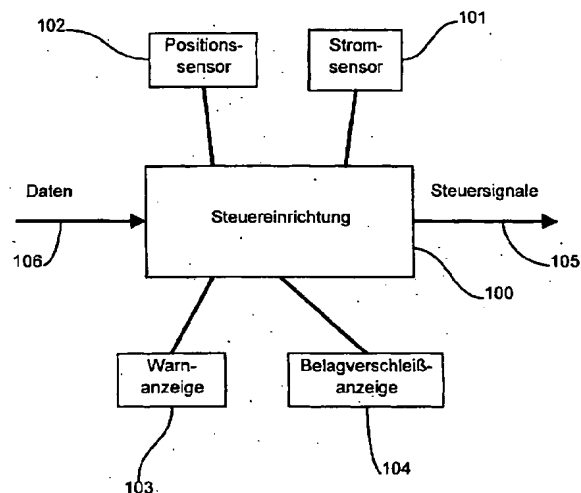 102
Positions-
sensor
Strom-
sensor
101
Daten
Steuereinrichtung
Steuersignale
106
105
100
Warn-
anzeige
Belagverschleiß-
anzeige
103
104